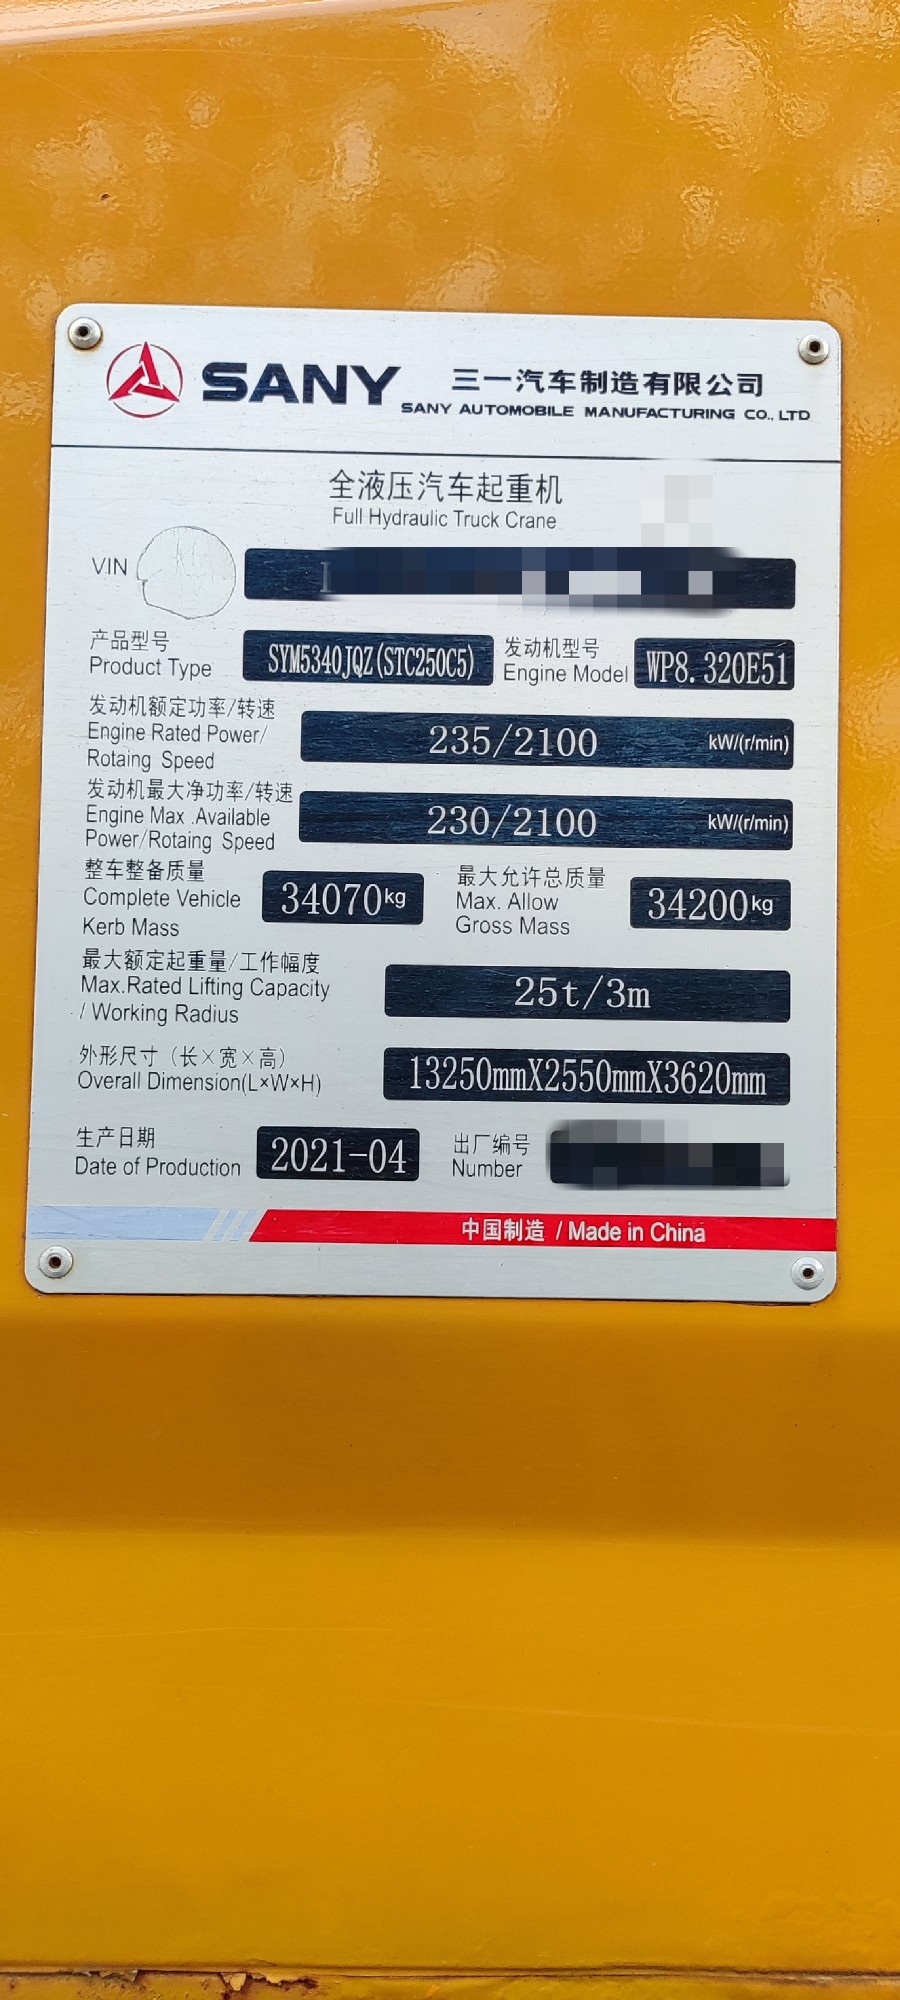 SANY 三一汽车制造有限公司
SANY AUTOMOBILE MANUFACTURING CO., LTD
全液压汽车起重机
Full Hydraulic Truck Crane
VIN
产品型号
Product Type
SYM5340JQZ(STC250C5)
发动机型号
Engine Model
WP8.320E51
发动机额定功率/转速
Engine Rated Power/
Rotaing Speed
235/2100 kW/(r/min)
发动机最大净功率/转速
Engine Max .Available
Power/Rotaing Speed
230/2100 kW/(r/min)
整车整备质量
Complete Vehicle
Kerb Mass
34070kg
最大允许总质量
Max. Allow
Gross Mass
34200kg
最大额定起重量/工作幅度
Max.Rated Lifting Capacity
/ Working Radius
25t/3m
外形尺寸（长×宽×高）
Overall Dimension(L×W×H)
13250mmX2550mmX3620mm
生产日期
Date of Production
2021-04
出厂编号
Number
中国制造 / Made in China